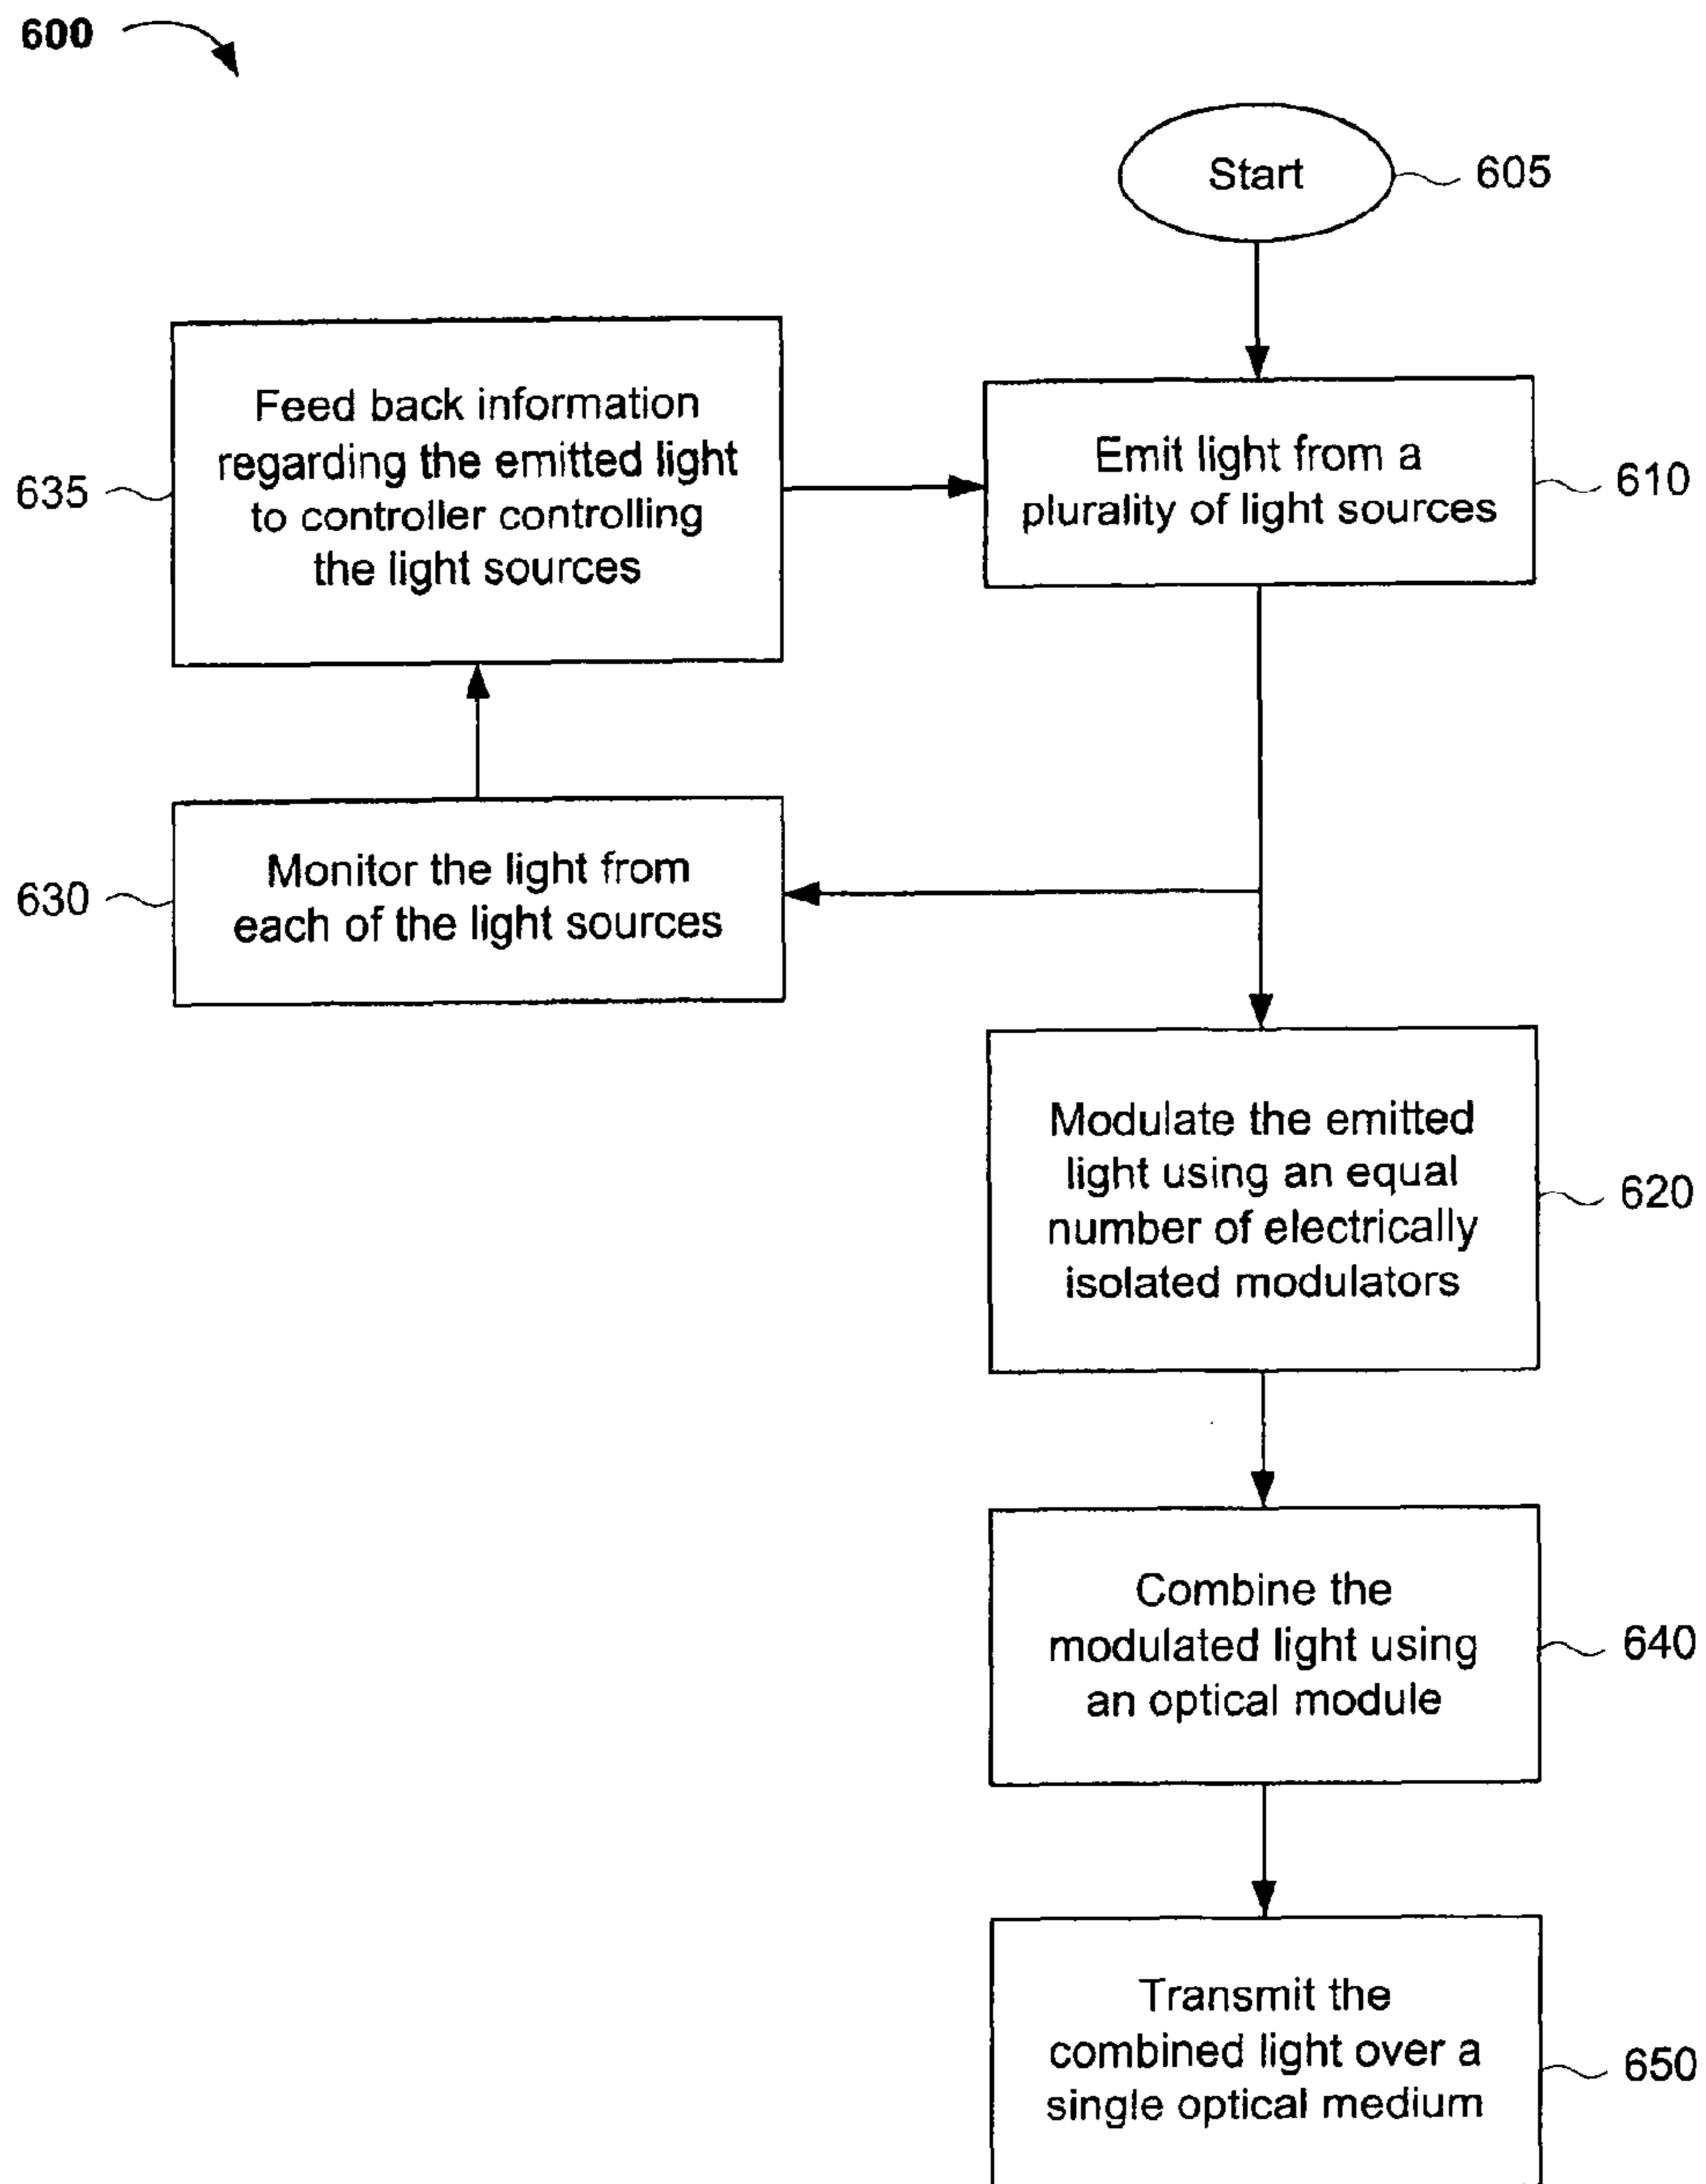 600
Start
605
Feed back information
regarding the emitted light
to controller controlling
the light sources
635
Emit light from a
plurality of light sources
610
Monitor the light from
each of the light sources
630
Modulate the emitted
light using an equal
number of electrically
isolated modulators
620
Combine the
modulated light using
an optical module
640
Transmit the
combined light over a
single optical medium
650